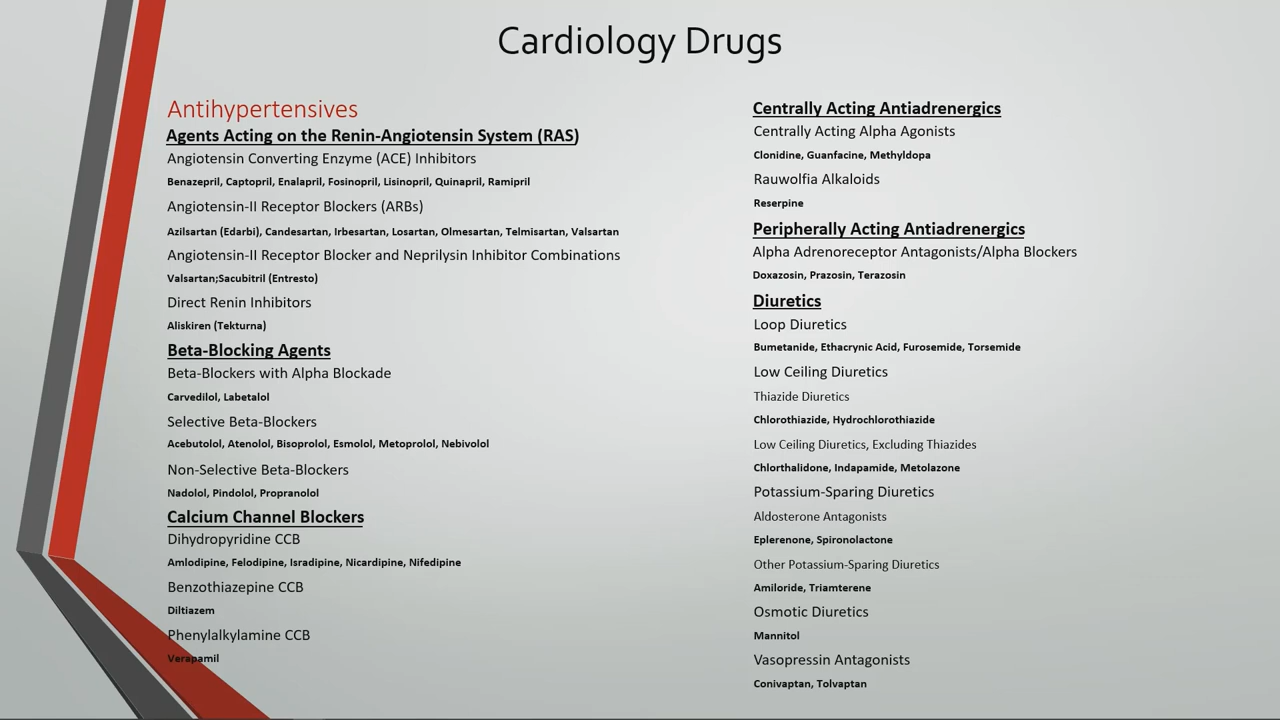 Cardiology Drugs
Antihypertensives
Agents Acting on the Renin-Angiotensin System (RAS)
Angiotensin Converting Enzyme (ACE) Inhibitors
Benazepril, Captopril, Enalapril, Fosinopril, Lisinopril, Quinapril, Ramipril
Angiotensin-II Receptor Blockers (ARBs)
Azilsartan (Edarbi), Candesartan, Irbesartan, Losartan, Olmesartan, Telmisartan, Valsartan
Angiotensin-II Receptor Blocker and Neprilysin Inhibitor Combinations
Valsartan;Sacubitril (Entresto)
Direct Renin Inhibitors
Aliskiren (Tekturna)
Beta-Blocking Agents
Beta-Blockers with Alpha Blockade
Carvedilol, Labetalol
Selective Beta-Blockers
Acebutolol, Atenolol, Bisoprolol, Esmolol, Metoprolol, Nebivolol
Non-Selective Beta-Blockers
Nadolol, Pindolol, Propranolol
Calcium Channel Blockers
Dihydropyridine CCB
Amlodipine, Felodipine, Isradipine, Nicardipine, Nifedipine
Benzothiazepine CCB
Diltiazem
Phenylalkylamine CCB
Verapamil
Centrally Acting Antiadrenergics
Centrally Acting Alpha Agonists
Clonidine, Guanfacine, Methyldopa
Rauwolfia Alkaloids
Reserpine
Peripherally Acting Antiadrenergics
Alpha Adrenoreceptor Antagonists/Alpha Blockers
Doxazosin, Prazosin, Terazosin
Diuretics
Loop Diuretics
Bumetanide, Ethacrynic Acid, Furosemide, Torsemide
Low Ceiling Diuretics
Thiazide Diuretics
Chlorothiazide, Hydrochlorothiazide
Low Ceiling Diuretics, Excluding Thiazides
Chlorthalidone, Indapamide, Metolazone
Potassium-Sparing Diuretics
Aldosterone Antagonists
Eplerenone, Spironolactone
Other Potassium-Sparing Diuretics
Amiloride, Triamterene
Osmotic Diuretics
Mannitol
Vasopressin Antagonists
Conivaptan, Tolvaptan